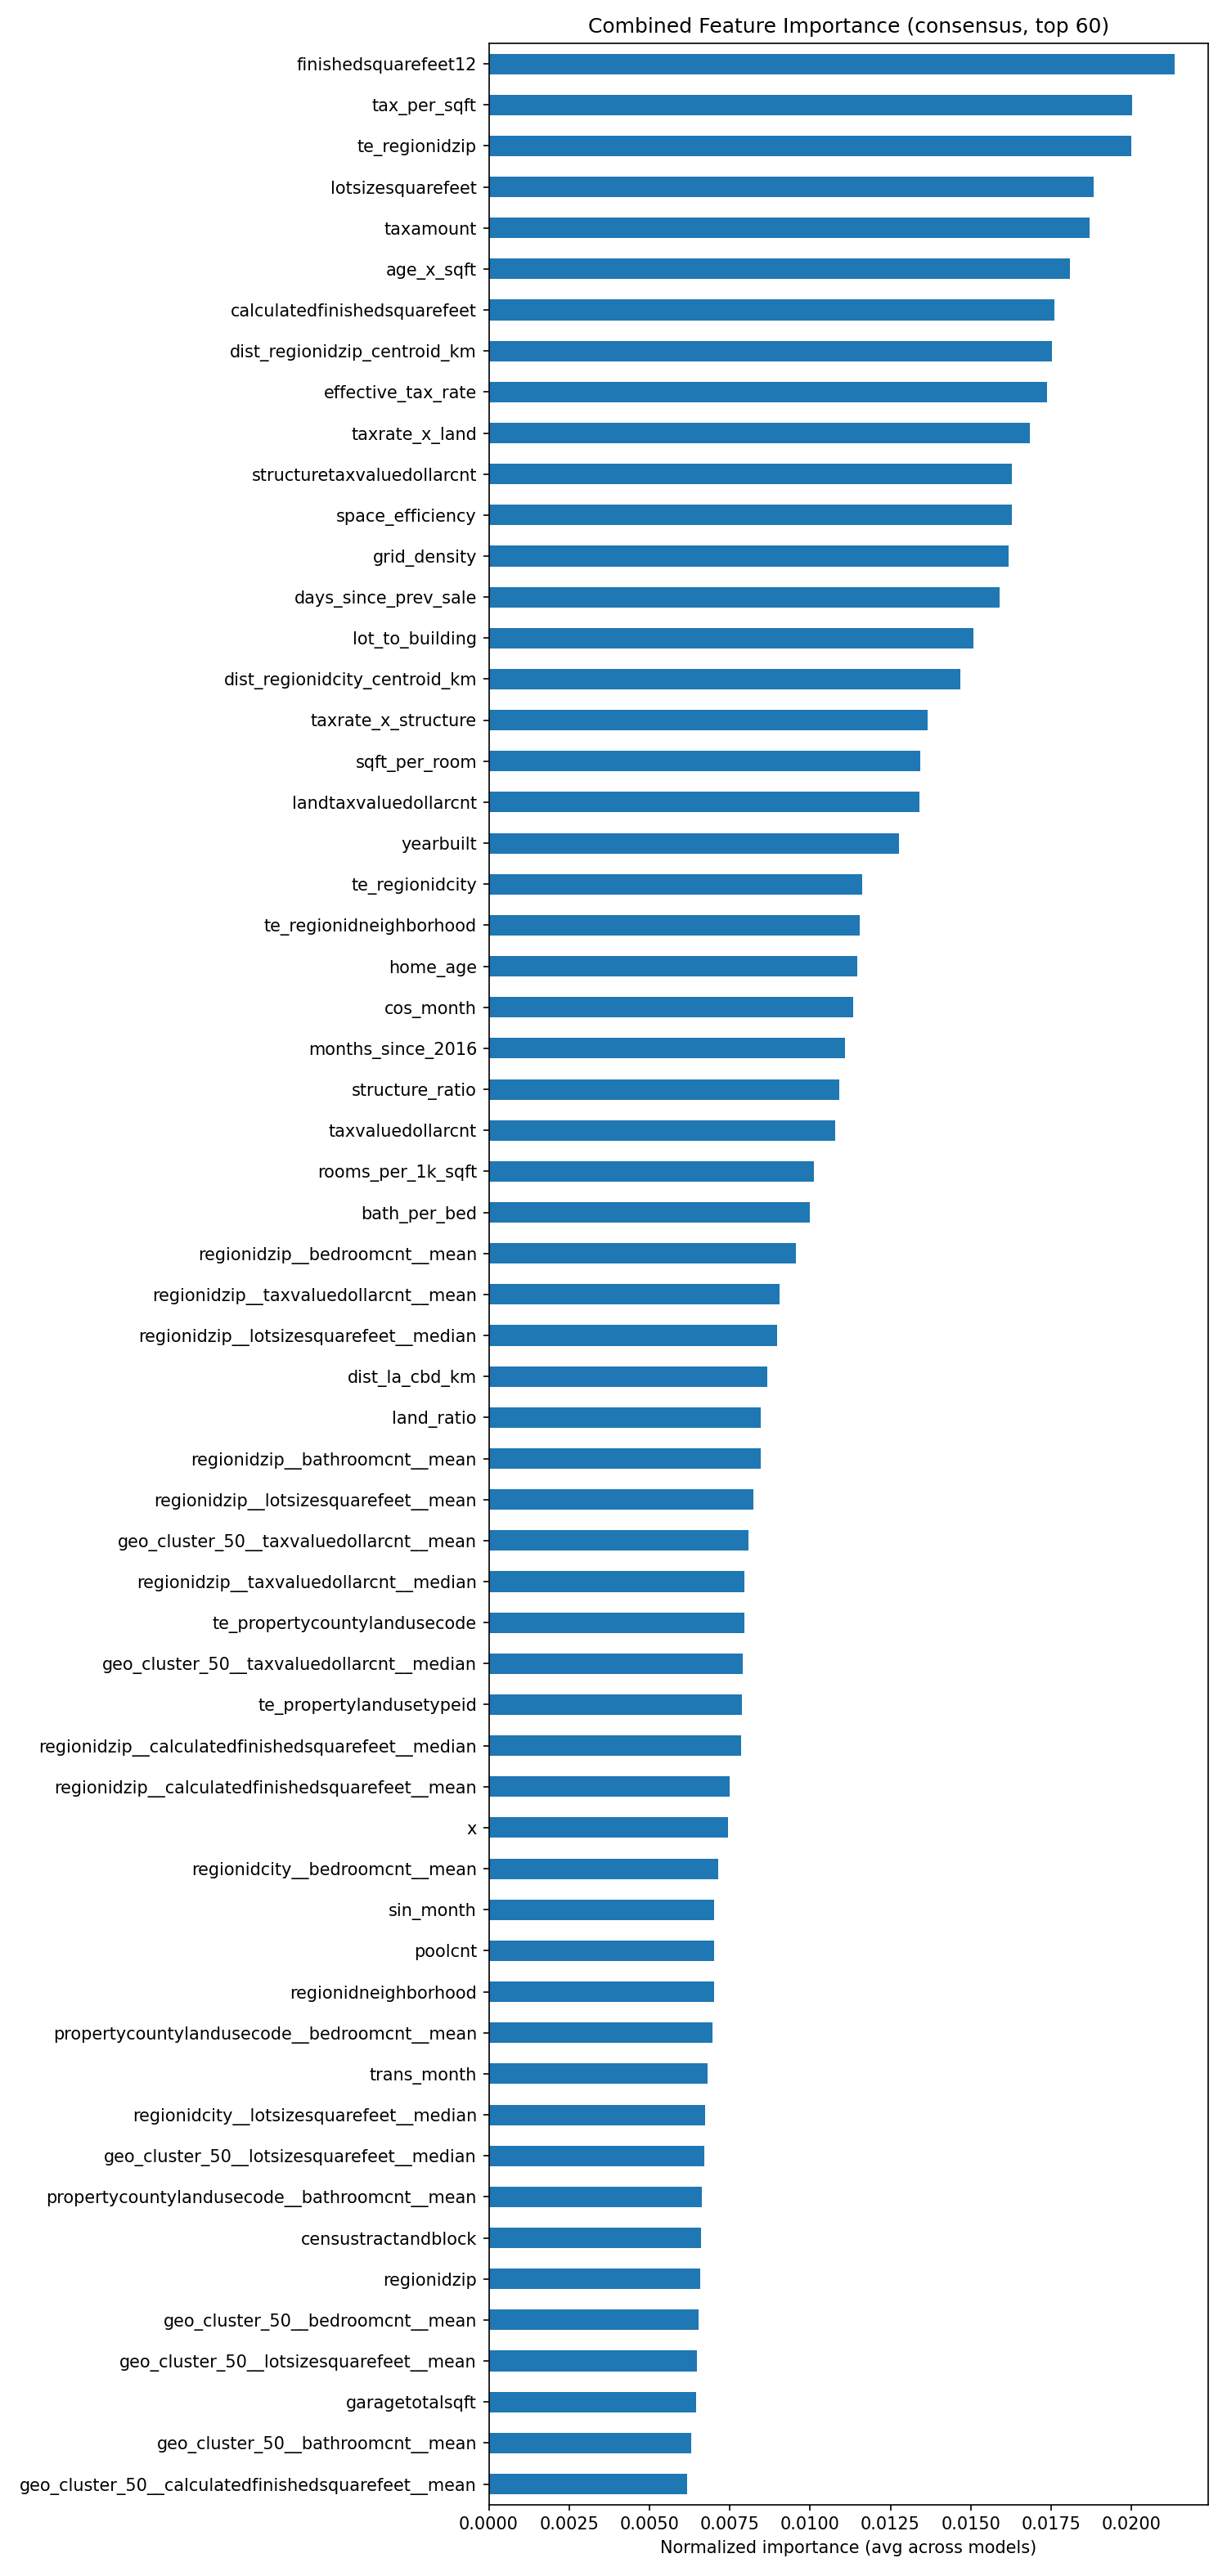 Combined Feature Importance (consensus, top 60)
finishedsquarefeet12
tax_per_sqft
te_regionidzip
lotsizesquarefeet
taxamount
age_x_sqft
calculatedfinishedsquarefeet
dist_regionidzip_centroid_km
effective_tax_rate
taxrate_x_land
structuretaxvaluedollarcnt
space_efficiency
grid_density
days_since_prev_sale
lot_to_building
dist_regionidcity_centroid_km
taxrate_x_structure
sqft_per_room
landtaxvaluedollarcnt
yearbuilt
te_regionidcity
te_regionidneighborhood
home_age
cos_month
months_since_2016
structure_ratio
taxvaluedollarcnt
rooms_per_1k_sqft
bath_per_bed
regionidzip__bedroomcnt__mean
regionidzip__taxvaluedollarcnt__mean
regionidzip__lotsizesquarefeet__median
dist_la_cbd_km
land_ratio
regionidzip__bathroomcnt__mean
regionidzip__lotsizesquarefeet__mean
geo_cluster_50__taxvaluedollarcnt__mean
regionidzip__taxvaluedollarcnt__median
te_propertycountylandusecode
geo_cluster_50__taxvaluedollarcnt__median
te_propertylandusetypeid
regionidzip__calculatedfinishedsquarefeet__median
regionidzip__calculatedfinishedsquarefeet__mean
x
regionidcity__bedroomcnt__mean
sin_month
poolcnt
regionidneighborhood
propertycountylandusecode__bedroomcnt__mean
trans_month
regionidcity__lotsizesquarefeet__median
geo_cluster_50__lotsizesquarefeet__median
propertycountylandusecode__bathroomcnt__mean
censustractandblock
regionidzip
geo_cluster_50__bedroomcnt__mean
geo_cluster_50__lotsizesquarefeet__mean
garagetotalsqft
geo_cluster_50__bathroomcnt__mean
geo_cluster_50__calculatedfinishedsquarefeet__mean
0.0000 0.0025 0.0050 0.0075 0.0100 0.0125 0.0150 0.0175 0.0200
Normalized importance (avg across models)